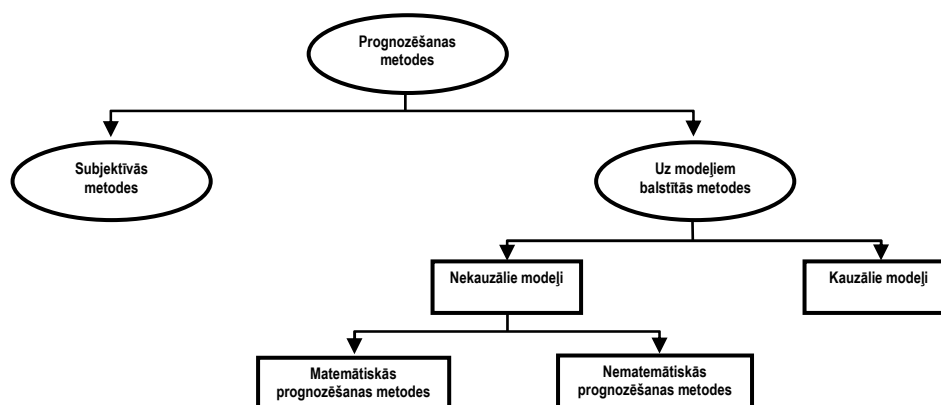 Prognozēšanas
metodes
Subjektīvās
metodes
Uz modeļiem
balstītās metodes
Nekauzālie modeļi
Kauzālie modeļi
Matemātiskās
prognozēšanas metodes
Nematemātiskās
prognozēšanas metodes